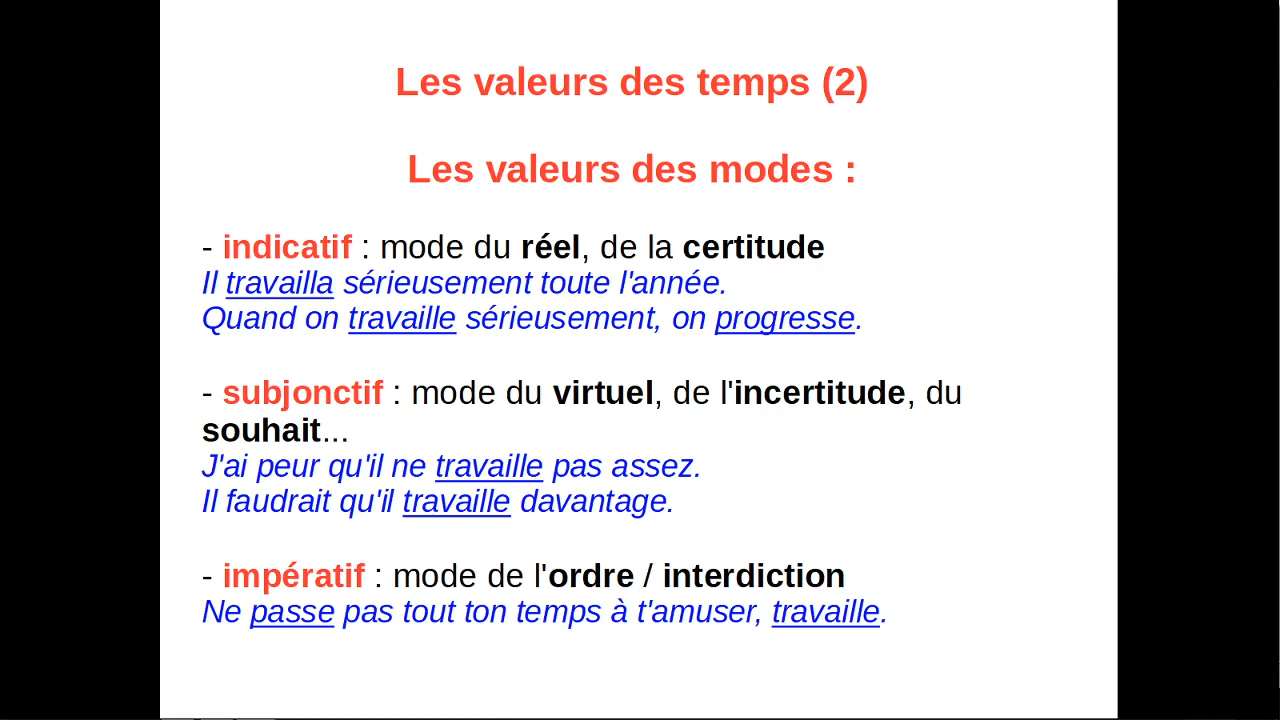 Les valeurs des temps (2)
Les valeurs des modes :
- indicatif : mode du réel, de la certitude
Il travailla sérieusement toute l'année.
Quand on travaille sérieusement, on progresse.
- subjonctif : mode du virtuel, de l'incertitude, du
souhait...
J'ai peur qu'il ne travaille pas assez.
Il faudrait qu'il travaille davantage.
- impératif : mode de l'ordre / interdiction
Ne passe pas tout ton temps à t'amuser, travaille.